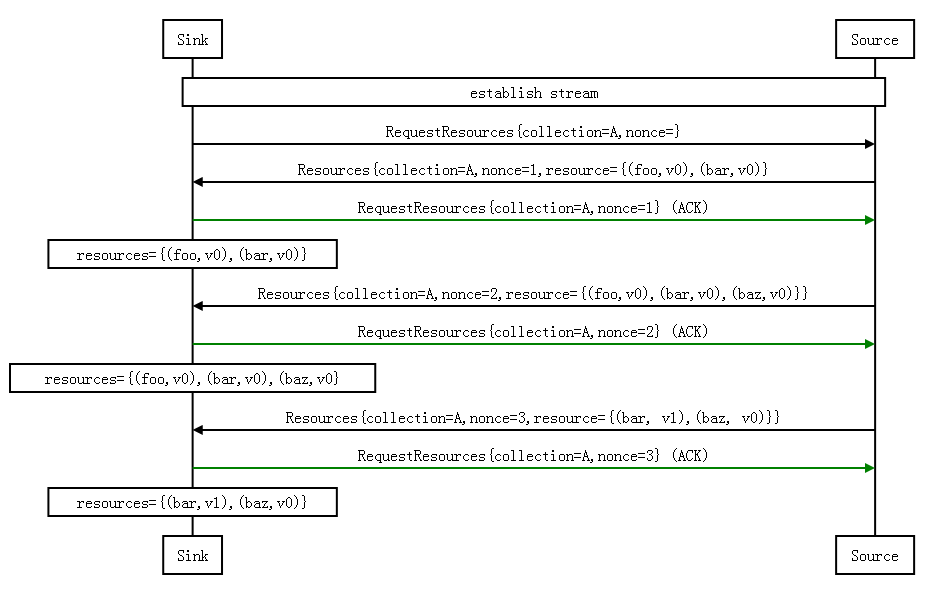 Sink Source
establish stream
RequestResources{collection=A,nonce=}
Resources{collection=A,nonce=1,resource={(foo,v0),(bar,v0)}
RequestResources{collection=A,nonce=1} (ACK)
resources={(foo,v0),(bar,v0)}
Resources{collection=A,nonce=2,resource={(foo,v0),(bar,v0),(baz,v0)}}
RequestResources{collection=A,nonce=2} (ACK)
resources={(foo,v0),(bar,v0),(baz,v0}
Resources{collection=A,nonce=3,resource={(bar, v1),(baz, v0)}}
RequestResources{collection=A,nonce=3} (ACK)
resources={(bar,v1),(baz,v0)}
Sink Source